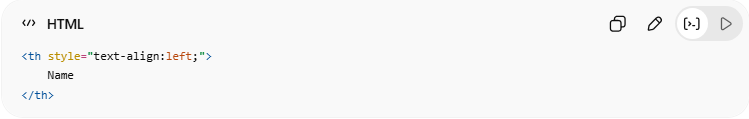 HTML
<th style="text-align:left;">
    Name
</th>